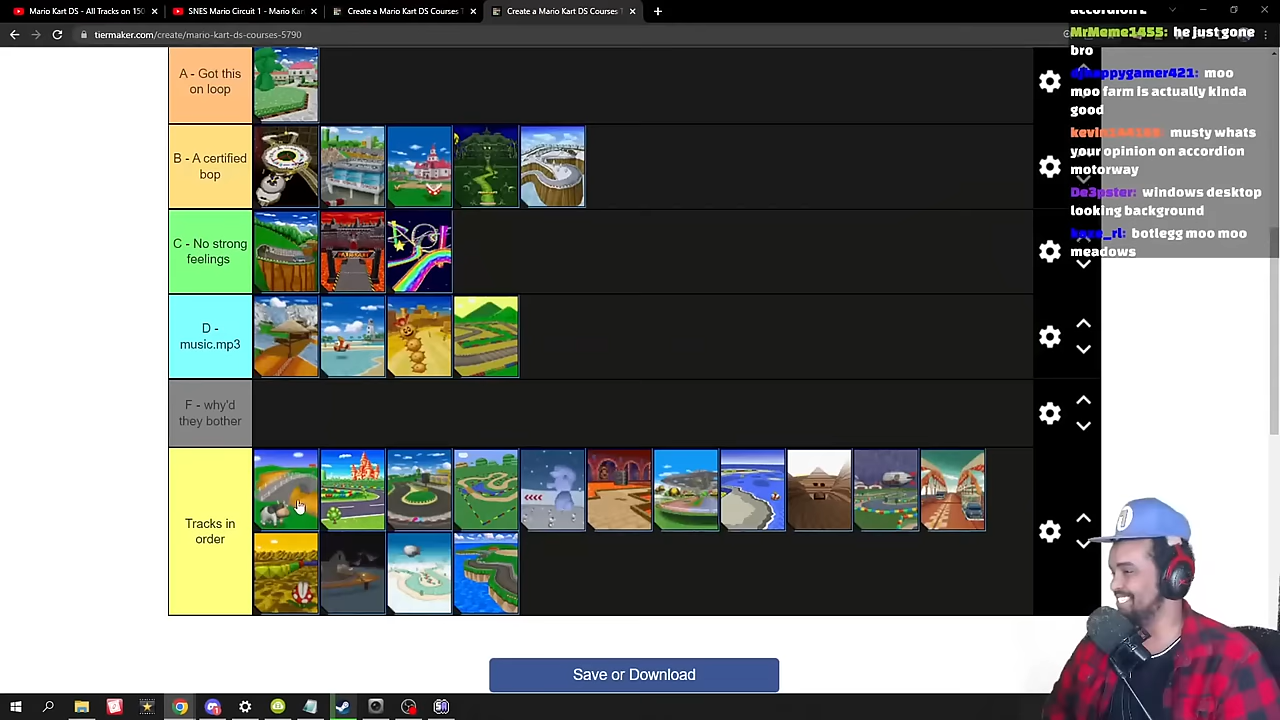 Mario Kart DS - All Tracks on 150
SNES Mario Circuit 1 - Mario Kar
Create a Mario Kart DS Courses
Create a Mario Kart DS Courses
tiermaker.com/create/mario-kart-ds-courses-5790
MrMeme1455: he just gone
bro
moo
moo farm is actually kinda
good
musty whats
your opinion on accordion
motorway
De3pster: windows desktop
looking background
botlegg moo moo
meadows
A - Got this
on loop
B - A certified
bop
C - No strong
feelings
D -
music.mp3
F - why'd
they bother
Tracks in
order
Save or Download